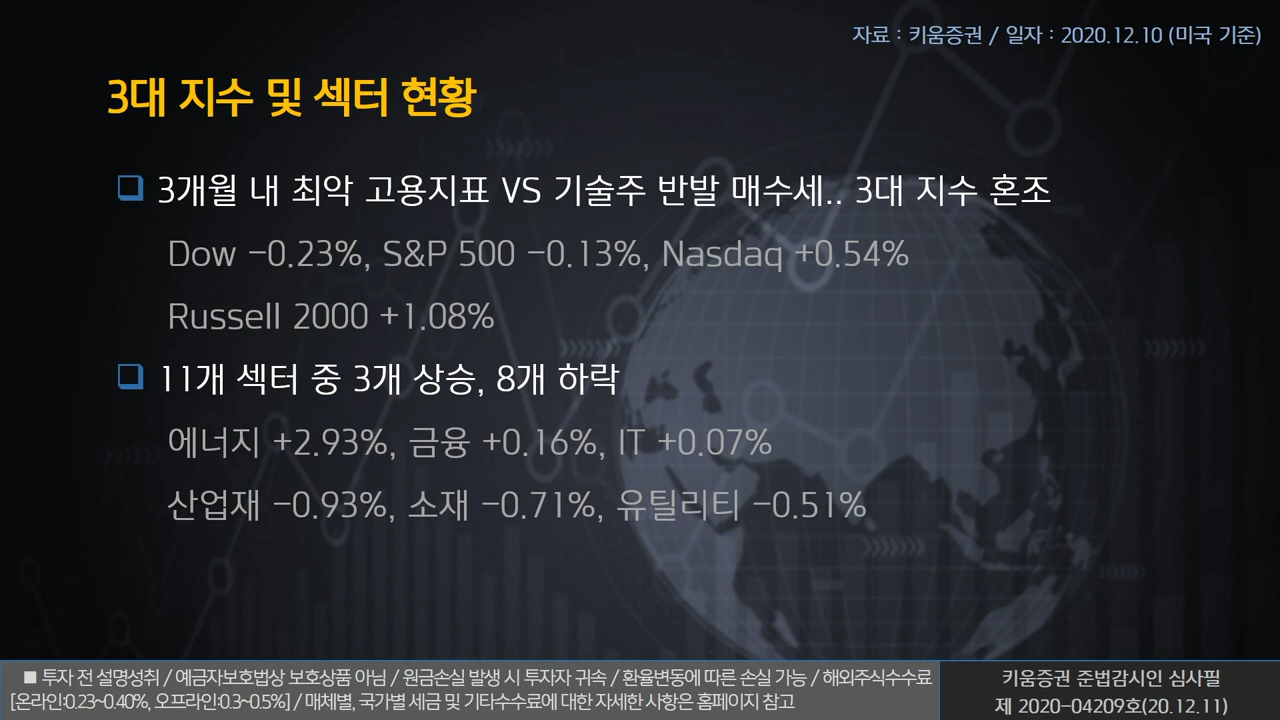 자료 : 키움증권 / 일자 : 2020.12.10 (미국 기준)
3대 지수 및 섹터 현황
❑ 3개월 내 최악 고용지표 VS 기술주 반발 매수세.. 3대 지수 혼조
Dow -0.23%, S&P 500 -0.13%, Nasdaq +0.54%
Russell 2000 +1.08%
❑ 11개 섹터 중 3개 상승, 8개 하락
에너지 +2.93%, 금융 +0.16%, IT +0.07%
산업재 -0.93%, 소재 -0.71%, 유틸리티 -0.51%
■ 투자 전 설명성취 / 예금자보호법상 보호상품 아님 / 원금손실 발생 시 투자자 귀속 / 환율변동에 따른 손실 가능 / 해외주식수수료
[온라인:0.23~0.40%, 오프라인:0.3~0.5%] / 매체별, 국가별 세금 및 기타수수료에 대한 자세한 사항은 홈페이지 참고
키움증권 준법감시인 심사필
제 2020-04209호(20.12.11)